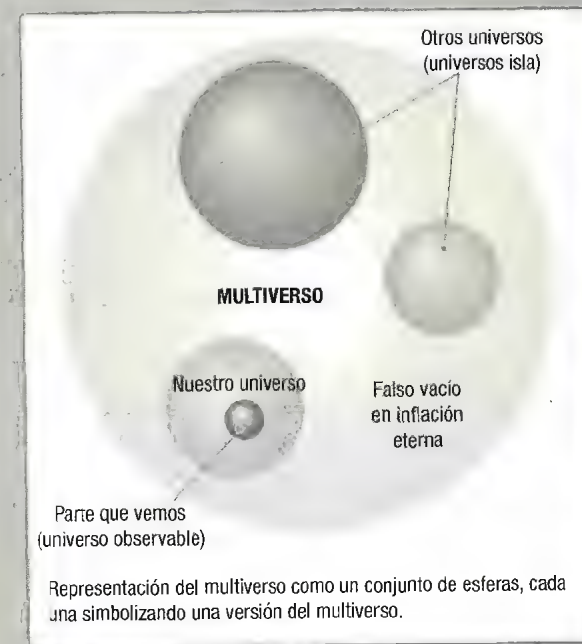 Otros universos
(universos isla)
MULTIVERSO
Nuestro universo
Falso vacío
en inflación
eterna
Parte que vemos
(universo observable)
Representación del multiverso como un conjunto de esferas, cada
una simbolizando una versión del multiverso.